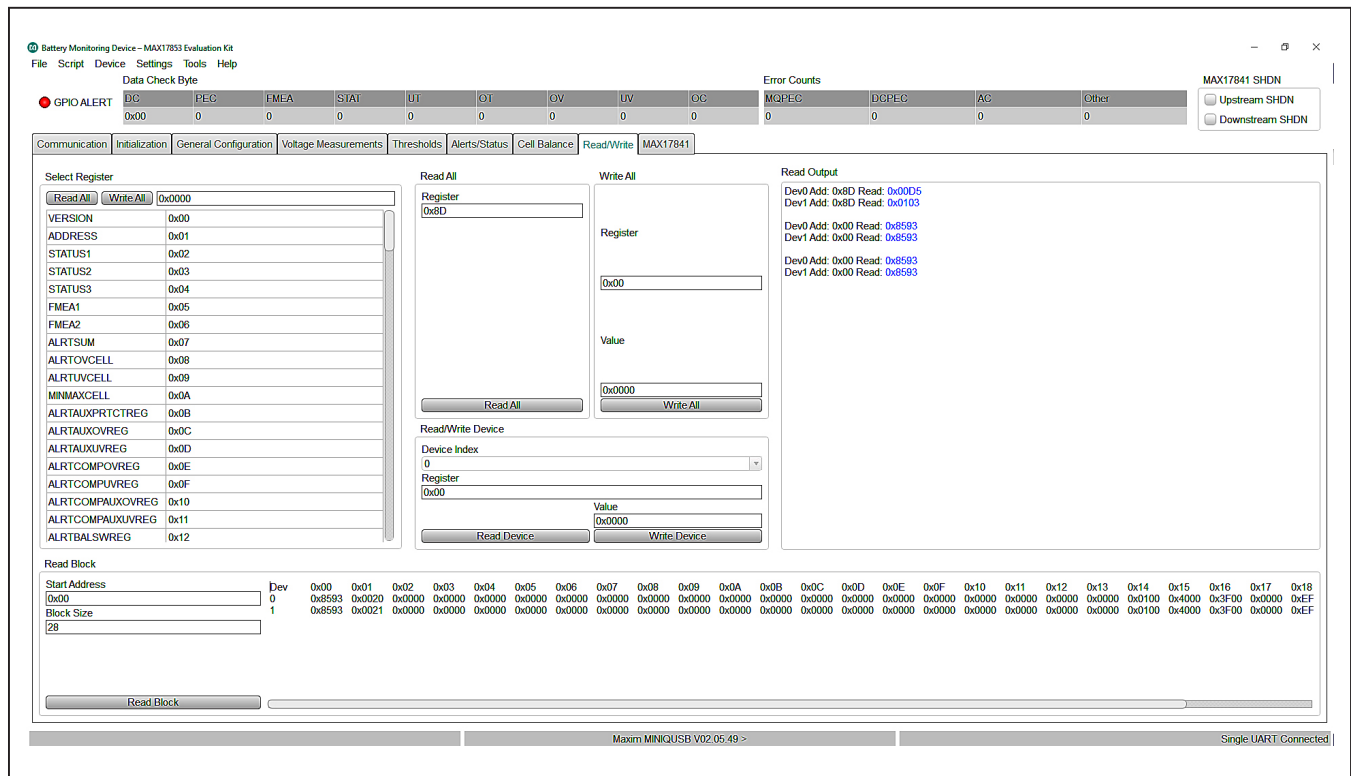 Battery Monitoring Device – MAX17853 Evaluation Kit
File Script Device Settings Tools Help
Data Check Byte Error Counts MAX17841 SHDN
GPIO ALERT DC PEC FMEA STAT UT OT OV UV OC MQPEC DCPEC AC Other Upstream SHDN
0x00 0 0 0 0 0 0 0 0 0 0 0 0 Downstream SHDN
Communication Initialization General Configuration Voltage Measurements Thresholds Alerts/Status Cell Balance Read/Write MAX17841
Select Register
Read All Write All 0x0000
VERSION 0x00
ADDRESS 0x01
STATUS1 0x02
STATUS2 0x03
STATUS3 0x04
FMEA1 0x05
FMEA2 0x06
ALRTSUM 0x07
ALRTOVCELL 0x08
ALRTUVCELL 0x09
MINMAXCELL 0x0A
ALRTAUXPRTCTREG 0x0B
ALRTAUXOVREG 0x0C
ALRTAUXUVREG 0x0D
ALRTCOMPOVREG 0x0E
ALRTCOMPUVREG 0x0F
ALRTCOMPAUXOVREG 0x10
ALRTCOMPAUXUVREG 0x11
ALRTBALSWREG 0x12
Read All
Register
0x8D
Read All
Write All
Register
0x00
Value
0x0000
Write All
Read/Write Device
Device Index
0
Register
0x00
Value
0x0000
Read Device Write Device
Read Output
Dev0 Add: 0x8D Read: 0x00D5
Dev1 Add: 0x8D Read: 0x0103
Dev0 Add: 0x00 Read: 0x8593
Dev1 Add: 0x00 Read: 0x8593
Dev0 Add: 0x00 Read: 0x8593
Dev1 Add: 0x00 Read: 0x8593
Read Block
Start Address
0x00
Block Size
28
Read Block
Dev 0x00 0x01 0x02 0x03 0x04 0x05 0x06 0x07 0x08 0x09 0x0A 0x0B 0x0C 0x0D 0x0E 0x0F 0x10 0x11 0x12 0x13 0x14 0x15 0x16 0x17 0x18
0 0x8593 0x0020 0x0000 0x0000 0x0000 0x0000 0x0000 0x0000 0x0000 0x0000 0x0000 0x0000 0x0000 0x0000 0x0000 0x0000 0x0000 0x0000 0x0000 0x0000 0x0100 0x4000 0x3F00 0x0000 0xEF
1 0x8593 0x0021 0x0000 0x0000 0x0000 0x0000 0x0000 0x0000 0x0000 0x0000 0x0000 0x0000 0x0000 0x0000 0x0000 0x0000 0x0000 0x0000 0x0000 0x0000 0x0100 0x4000 0x3F00 0x0000 0xEF
Maxim MINIQUSB V02.05.49 > Single UART Connected